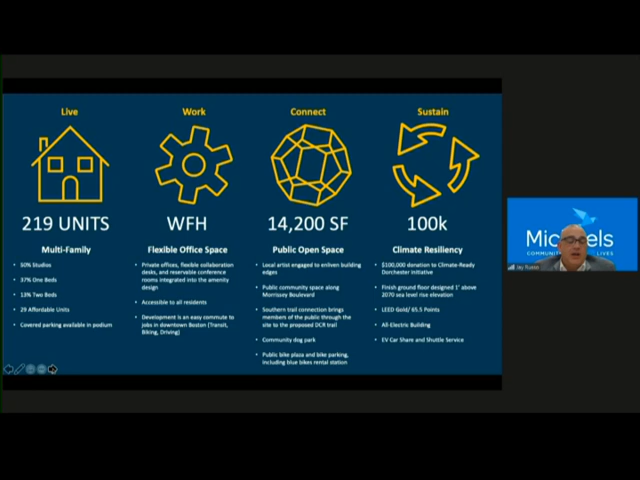 Live
219 UNITS
Multi-Family
50% Studios
37% One Beds
13% Two Beds
29 Affordable Units
Covered parking available in podium
Work
WFH
Flexible Office Space
Private offices, flexible collaboration
desks, and reservable conference
rooms integrated into the amenity
design
Accessible to all residents
Development is an easy commute to
jobs in downtown Boston (Transit,
Biking, Driving)
Connect
14,200 SF
Public Open Space
Local artist engaged to enliven building
edges
Public community space along
Morrissey Boulevard
Southern trail connection brings
members of the public through the
site to the proposed DCR trail
Community dog park
Public bike plaza and bike parking,
including blue bikes rental station
Sustain
100k
Climate Resiliency
$100,000 donation to Climate-Ready
Dorchester Initiative
Finish ground floor designed 1' above
2070 sea level rise elevation
LEED Gold/ 65.5 Points
All-Electric Building
EV Car Share and Shuttle Service
LIVES
Jay Russo